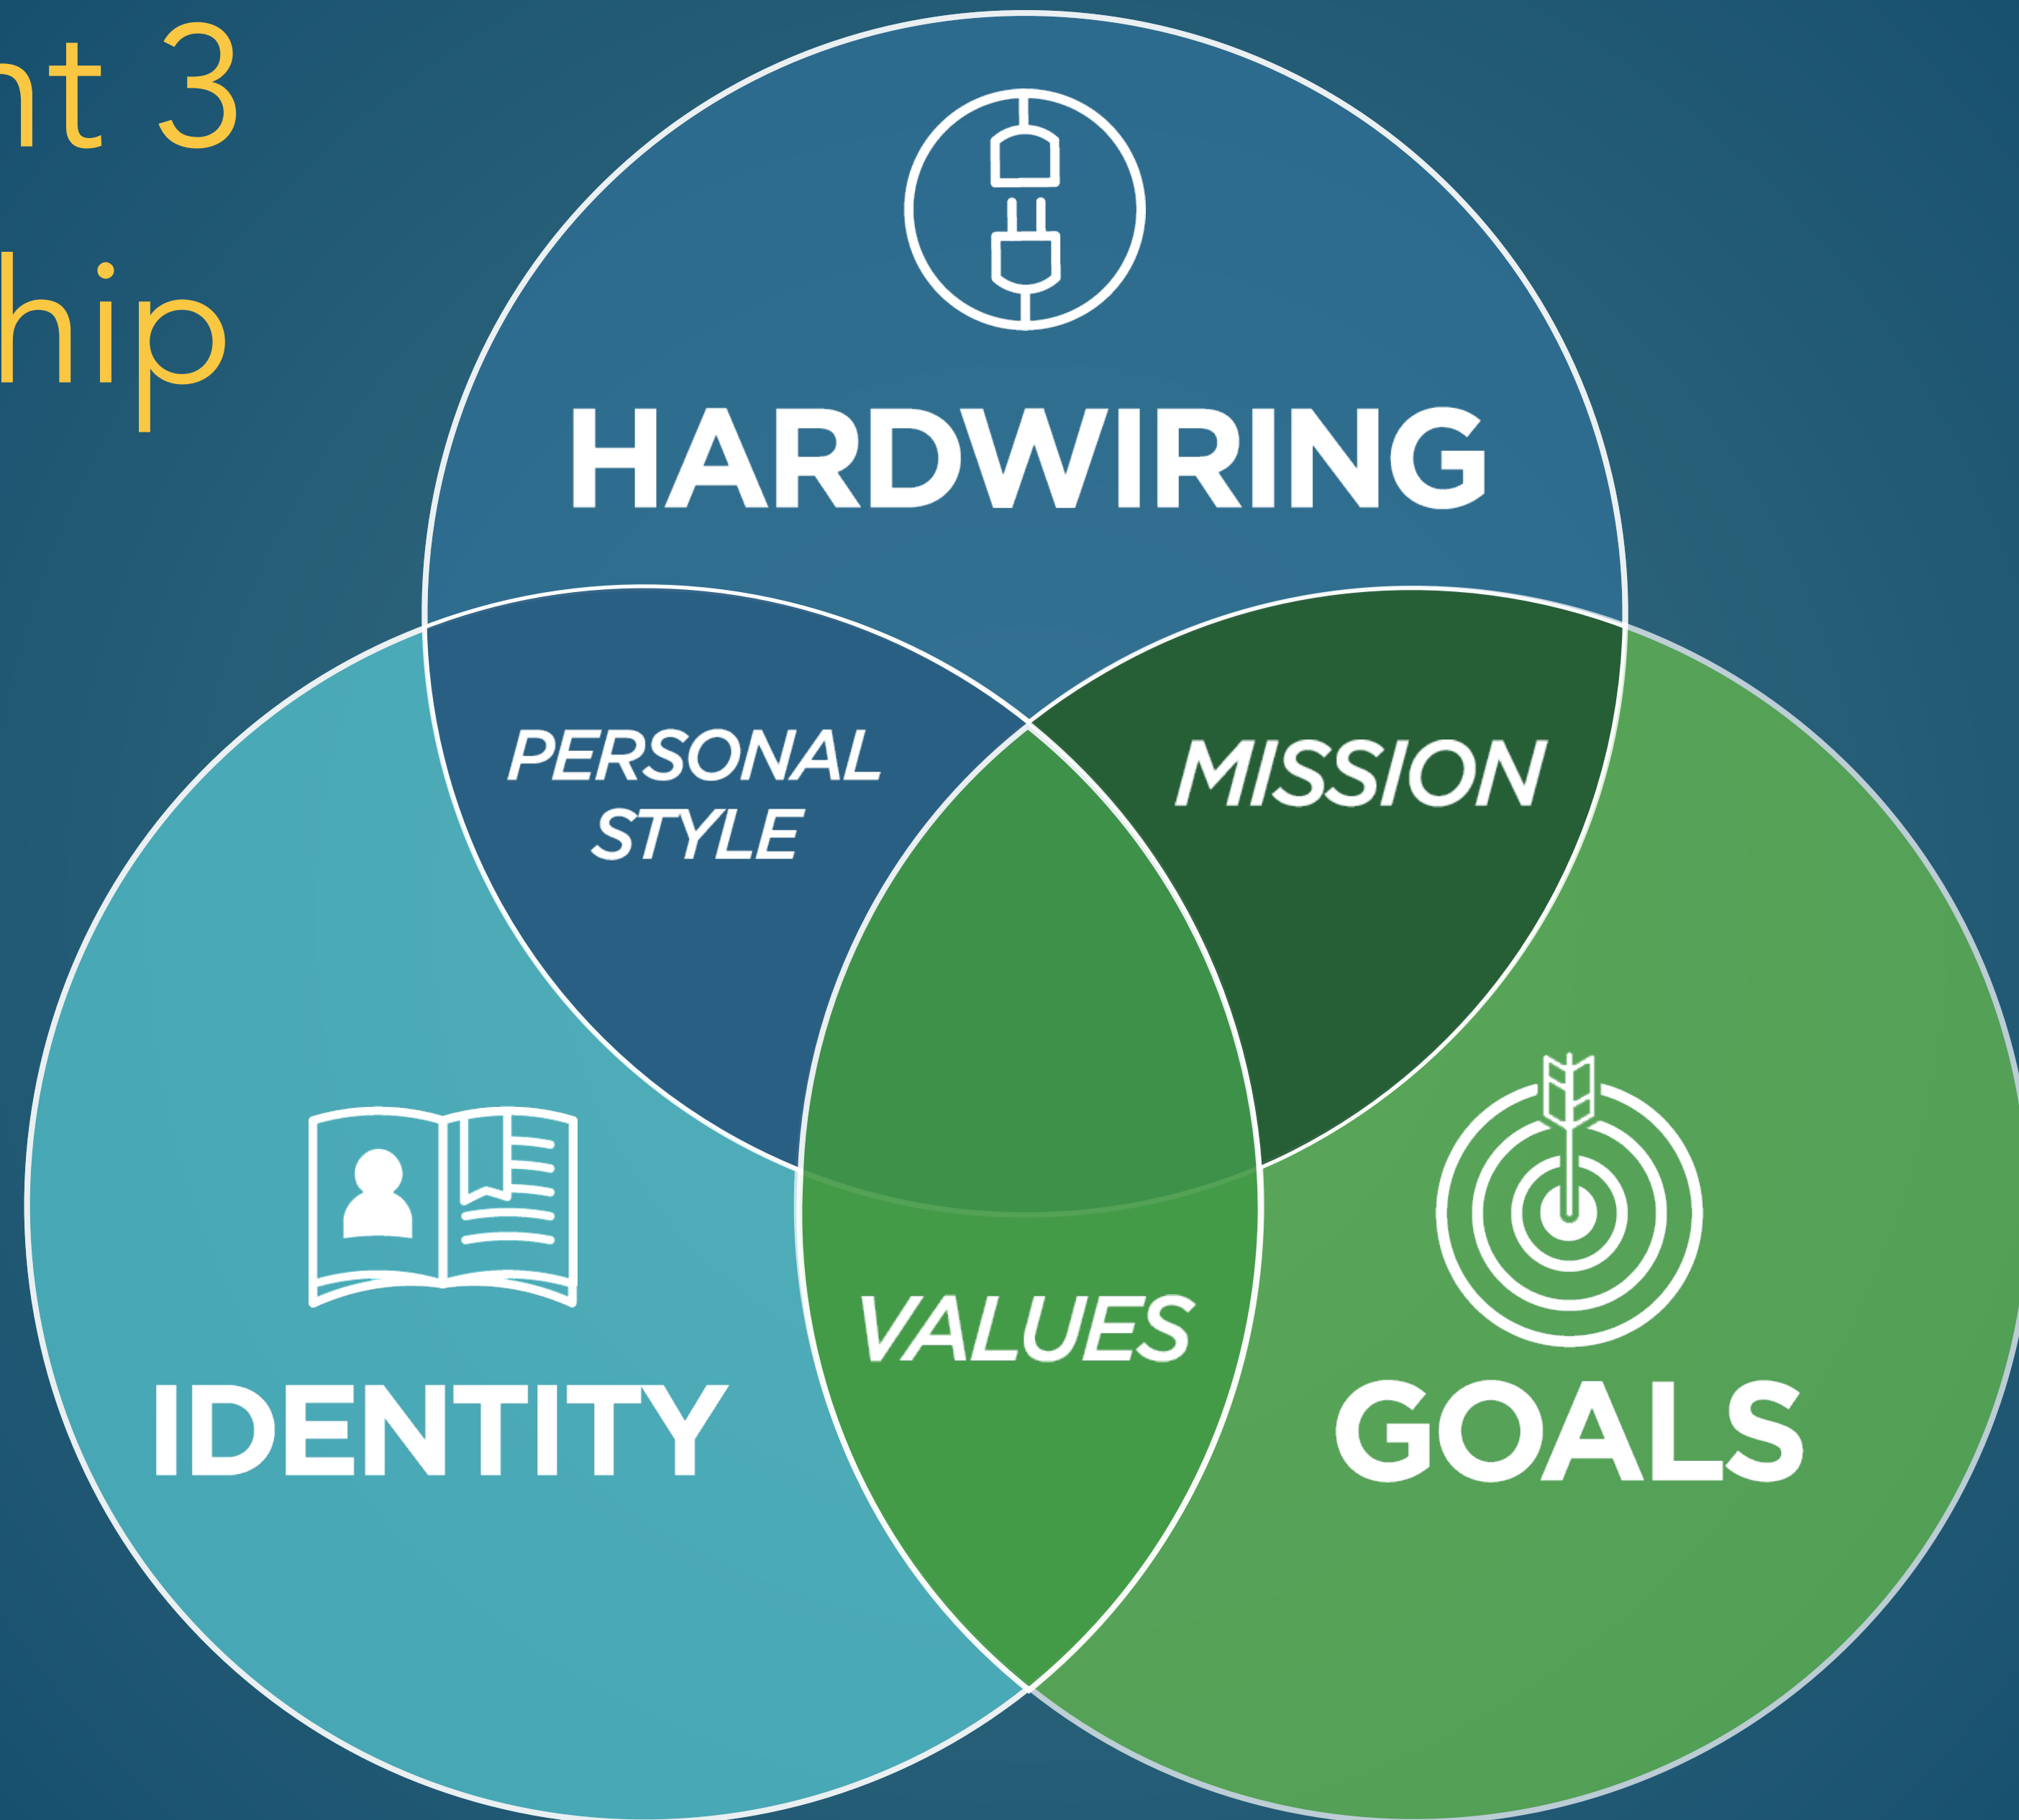 nt 3
hip
HARDWIRING
PERSONAL
STYLE
MISSION
VALUES
IDENTITY
GOALS